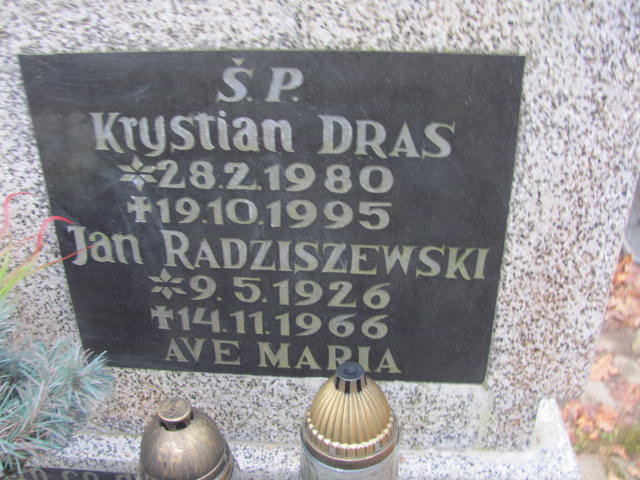 Ś.P.
Krystian DRAS
*28.2.1980
✝19.10.1995
Jan RADZISZEWSKI
*9.5.1926
✝14.11.1966
AVE MARIA